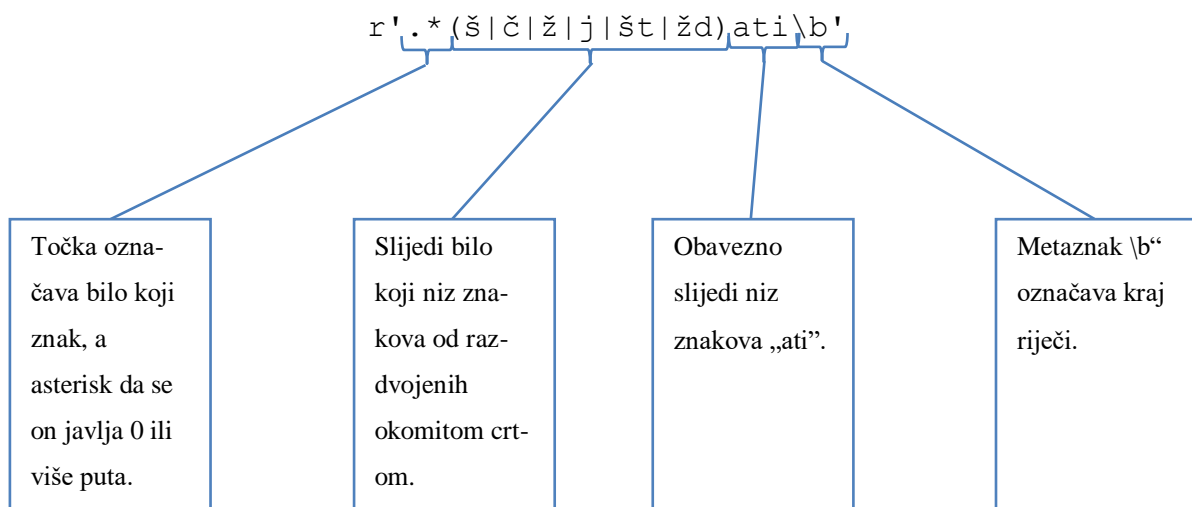 r'.*(š|č|ž|j|št|žd)ati\b'
Točka ozna-
čava bilo koji
znak, a
asterisk da se
on javlja 0 ili
više puta.
Slijedi bilo
koji niz zna-
kova od raz-
dvojenih
okomitom crt-
om.
Obavezno
slijedi niz
znakova „ati”.
Metaznak \b“
označava kraj
riječi.